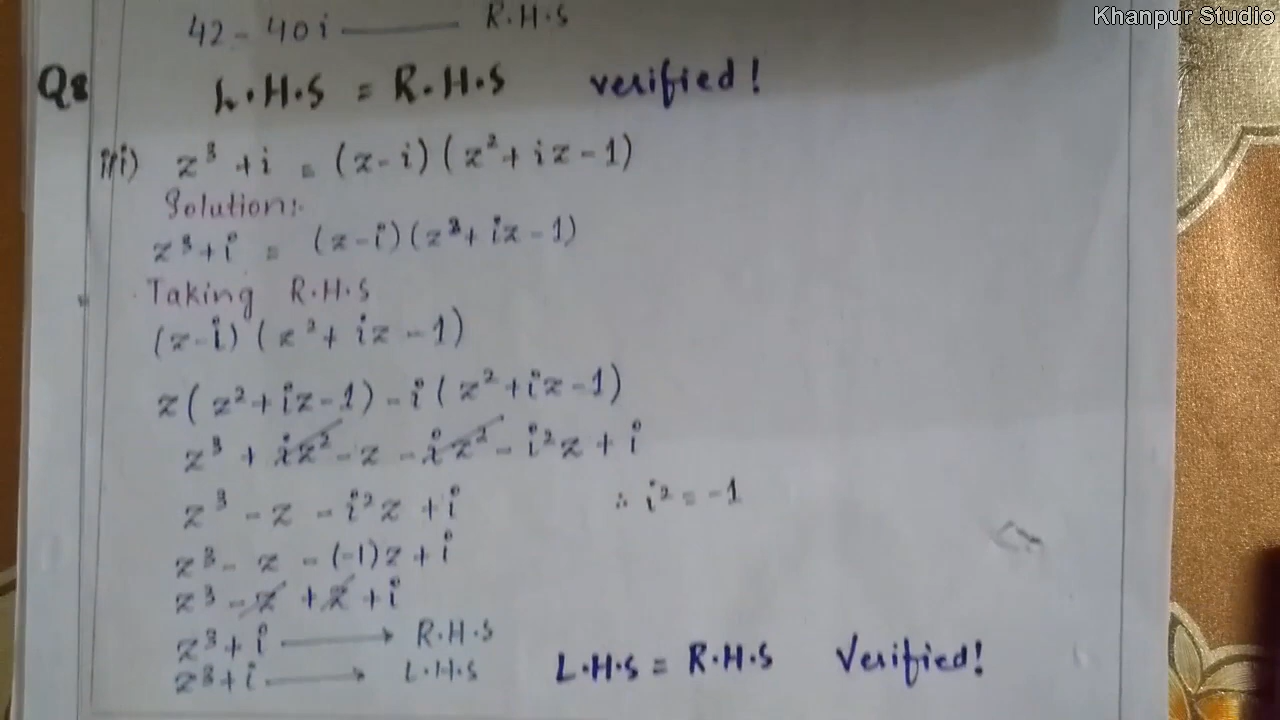 Khanpur Studio
42 - 40i —— R.H.S
Q8
L.H.S = R.H.S verified!
iii) z³ + i = (z - i) (z² + iz - 1)
Solution:-
z³ + i = (z - i) (z² + iz - 1)
Taking R.H.S
(z - i) (z² + iz - 1)
z (z² + iz - 1) - i (z² + iz - 1)
z³ + iz² - z - iz² - i²z + i
z³ - z - i²z + i ∴ i² = -1
z³ - z - (-1)z + i
z³ - z + z + i
z³ + i → R.H.S
z³ + i → L.H.S L.H.S = R.H.S Verified!